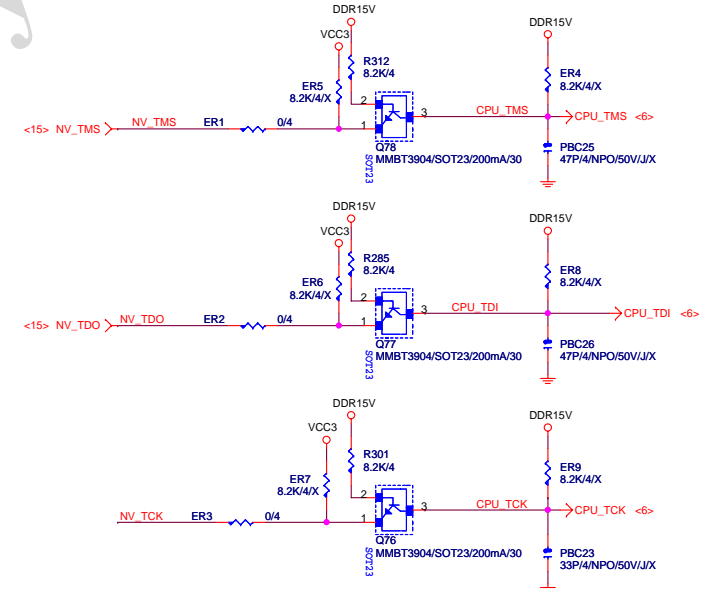 DDR15V
DDR15V
VCC3
R312
8.2K/4
ER4
8.2K/4/X
ER5
8.2K/4/X
2
3
CPU_TMS
CPU_TMS <6>
<15> NV_TMS
NV_TMS
ER1
0/4
1
Q78
MMBT3904/SOT23/200mA/30
SOT23
PBC25
47P/4/NPO/50V/J/X
DDR15V
DDR15V
VCC3
R285
8.2K/4
ER8
8.2K/4/X
ER6
8.2K/4/X
2
3
CPU_TDI
CPU_TDI <6>
<15> NV_TDO
NV_TDO
ER2
0/4
1
Q77
MMBT3904/SOT23/200mA/30
SOT23
PBC26
47P/4/NPO/50V/J/X
DDR15V
DDR15V
VCC3
R301
8.2K/4
ER9
8.2K/4/X
ER7
8.2K/4/X
2
3
CPU_TCK
CPU_TCK <6>
NV_TCK
ER3
0/4
1
Q76
MMBT3904/SOT23/200mA/30
SOT23
PBC23
33P/4/NPO/50V/J/X